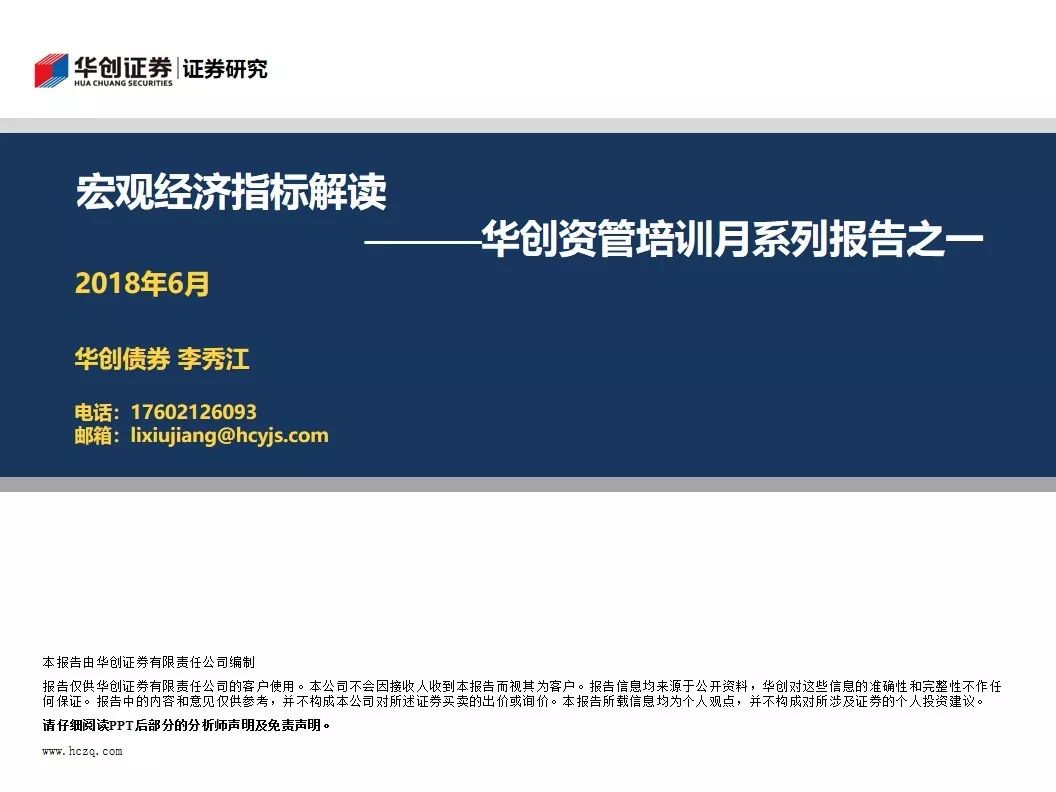 华创证券 | 证券研究
HUA CHUANG SECURITIES
宏观经济指标解读
———华创资管培训月系列报告之一
2018年6月
华创债券 李秀江
电话：17602126093
邮箱：lixiujiang@hcyjs.com
本报告由华创证券有限责任公司编制
报告仅供华创证券有限责任公司的客户使用。本公司不会因接收人收到本报告而视其为客户。报告信息均来源于公开资料，华创对这些信息的准确性和完整性不作任
何保证。报告中的内容和意见仅供参考，并不构成本公司对所述证券买卖的出价或询价。本报告所载信息均为个人观点，并不构成对所涉及证券的个人投资建议。
请仔细阅读PPT后部分的分析师声明及免责声明。
www.hczq.com